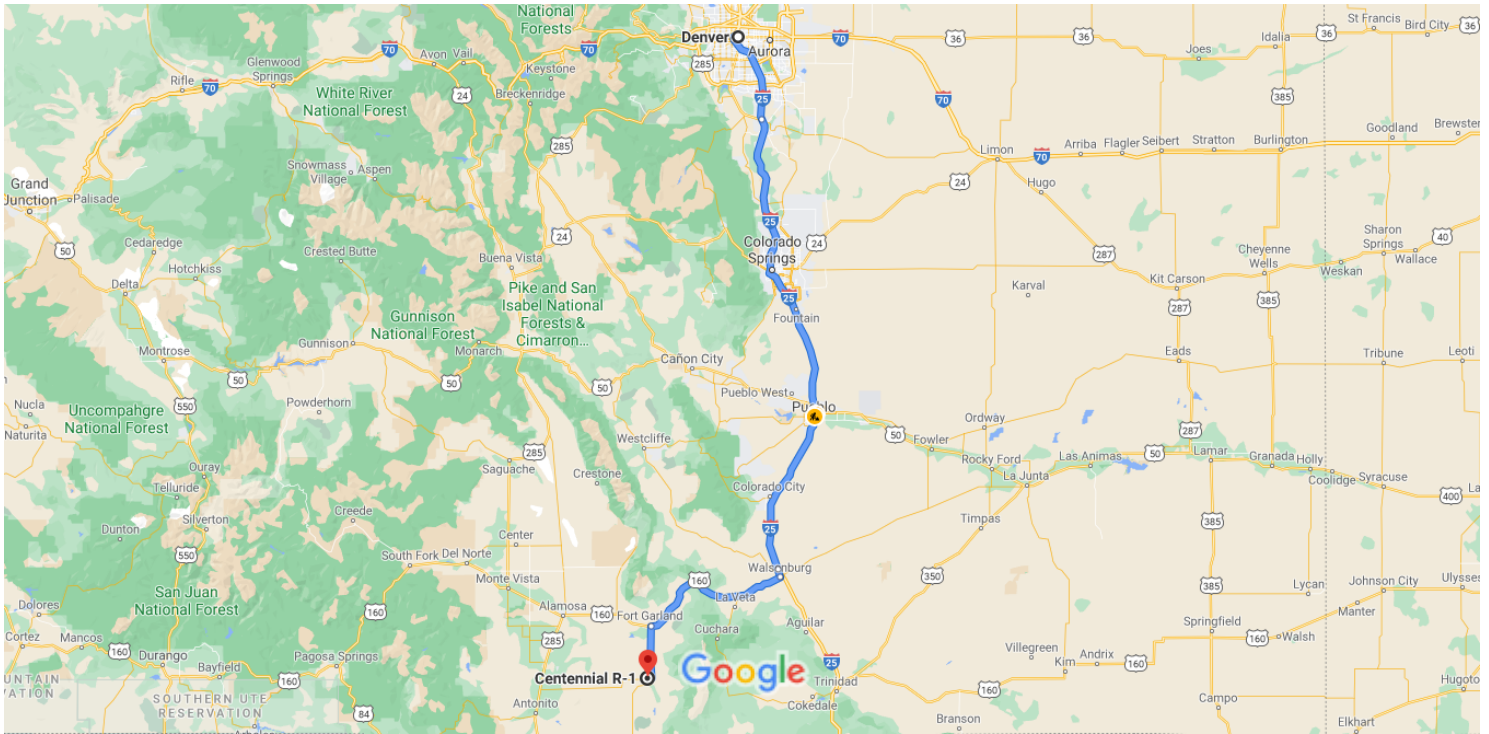 National
Forests
Denver
Aurora
36
36
36
36
St Francis
Bird City
Idalia
Joes
70
70
70
70
285
Avon
Vail
Glenwood
Springs
Rifle
70
Keystone
Breckenridge
White River
National Forest
24
25
70
385
Goodland
Brewster
285
Limon
70
Arriba
Flagler
Seibert
Stratton
Burlington
Snowmass
Village
Aspen
24
Hugo
Grand
Junction
Palisade
25
Colorado
Springs
24
24
50
Cedaredge
Crested Butte
Buena Vista
287
Cheyenne
Wells
Sharon
Springs
40
Wallace
Weskan
Hotchkiss
Delta
Kit Carson
Karval
Pike and San
Isabel National
Forests &
Cimarron...
25
Fountain
287
385
Gunnison
National Forest
Gunnison
Monarch
Montrose
50
50
50
Cañon City
Eads
Tribune
Leoti
Pueblo West
Pueblo
Powderhorn
550
Nucla
Naturita
Uncompahgre
National Forest
Ordway
50
Fowler
287
Westcliffe
285
Saguache
Crestone
Rocky Ford
La Junta
Las Animas
50
Lamar
Granada
Holly
Coolidge
Syracuse
400
La
Ouray
Telluride
Colorado City
Silverton
Creede
Dunton
550
25
Timpas
385
Center
South Fork
Del Norte
Walsenburg
160
350
Monte Vista
San Juan
National Forest
La Veta
385
Lycan
Johnson City
Ulysses
Manter
Dolores
160
Alamosa
160
Fort Garland
Cuchara
Aguilar
Springfield
160
Walsh
Cortez
Mancos
160
Durango
Pagosa Springs
285
Villegreen
Andrix
Kim
160
Bayfield
160
Google
25
Trinidad
Centennial R-1
UNTAIN
VATION
SOUTHERN UTE
RESERVATION
84
Antonito
Cokedale
160
Branson
Campo
Hugoton
Elkhart